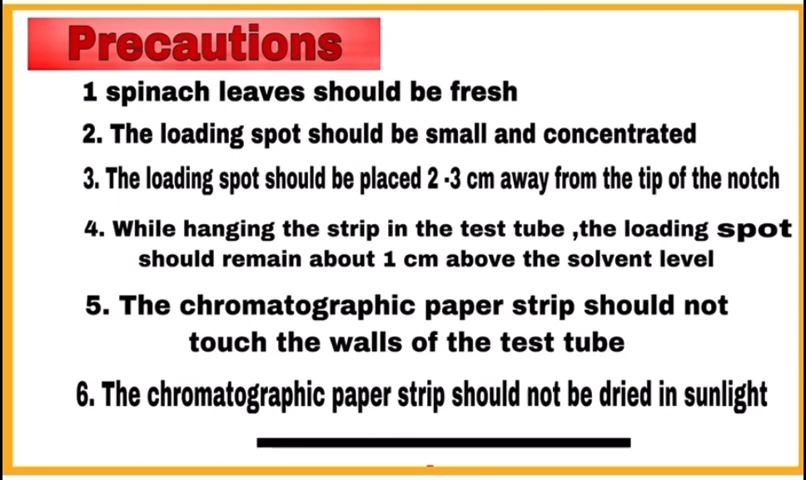 Precautions
1 spinach leaves should be fresh
2. The loading spot should be small and concentrated
3. The loading spot should be placed 2 -3 cm away from the tip of the notch
4. While hanging the strip in the test tube ,the loading spot
should remain about 1 cm above the solvent level
5. The chromatographic paper strip should not
touch the walls of the test tube
6. The chromatographic paper strip should not be dried in sunlight